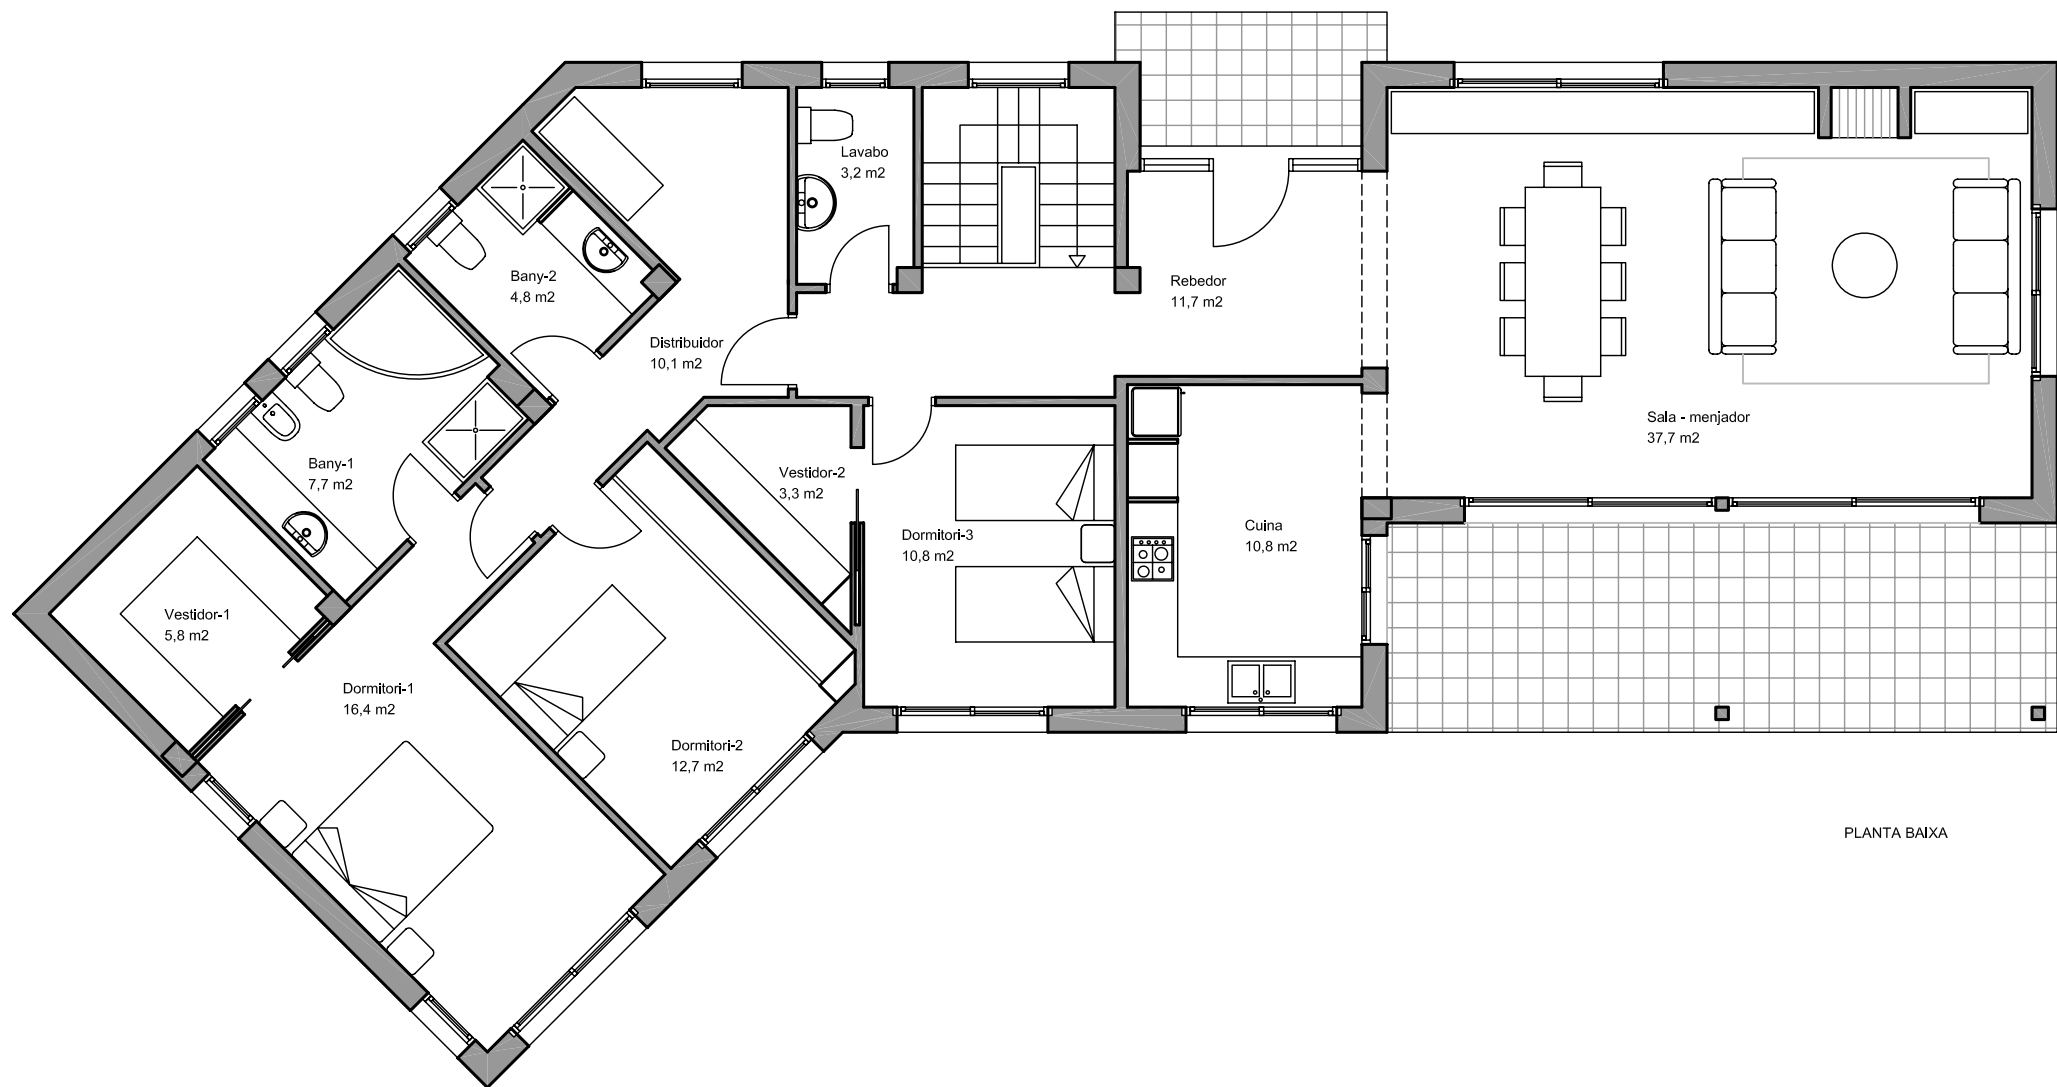 Lavabo
3,2 m2
Bany-2
4,8 m2
Rebedor
11,7 m2
Distribuidor
10,1 m2
Sala - menjador
37,7 m2
Bany-1
7,7 m2
Vestidor-2
3,3 m2
Cuina
10,8 m2
Dormitori-3
10,8 m2
Vestidor-1
5,8 m2
Dormitori-1
16,4 m2
Dormitori-2
12,7 m2
PLANTA BAIXA